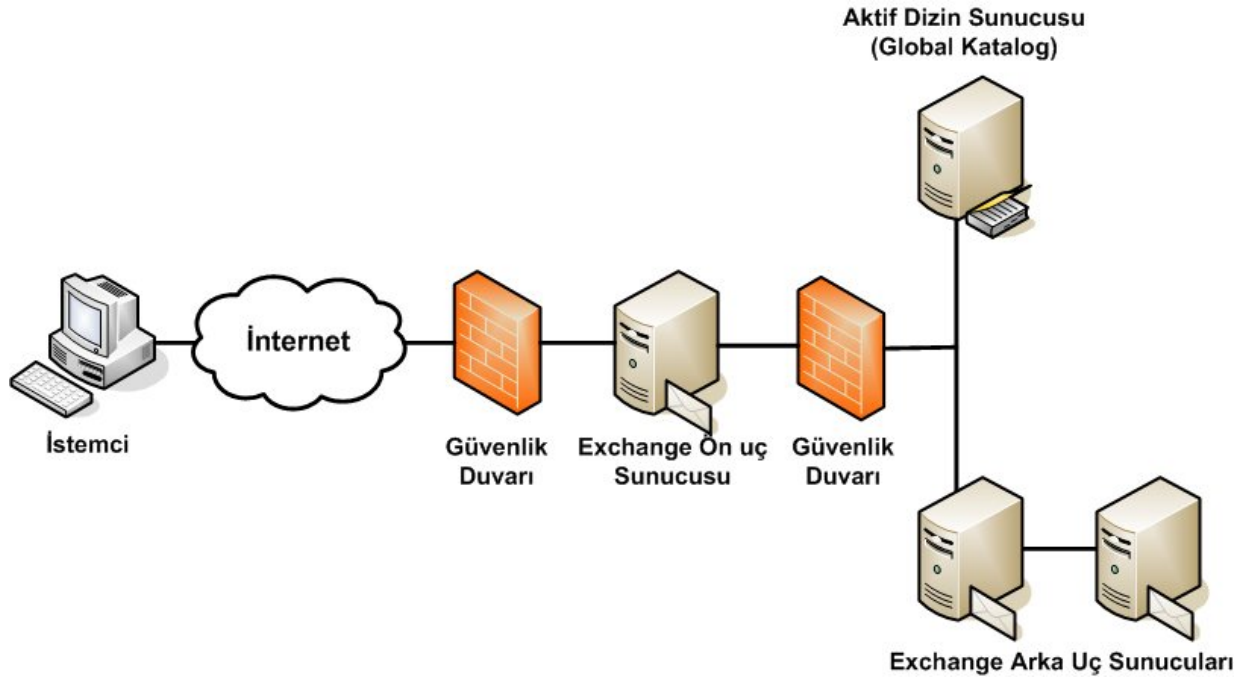 Aktif Dizin Sunucusu
(Global Katalog)
İnternet
İstemci
Güvenlik
Duvarı
Exchange Ön uç
Sunucusu
Güvenlik
Duvarı
Exchange Arka Uç Sunucuları